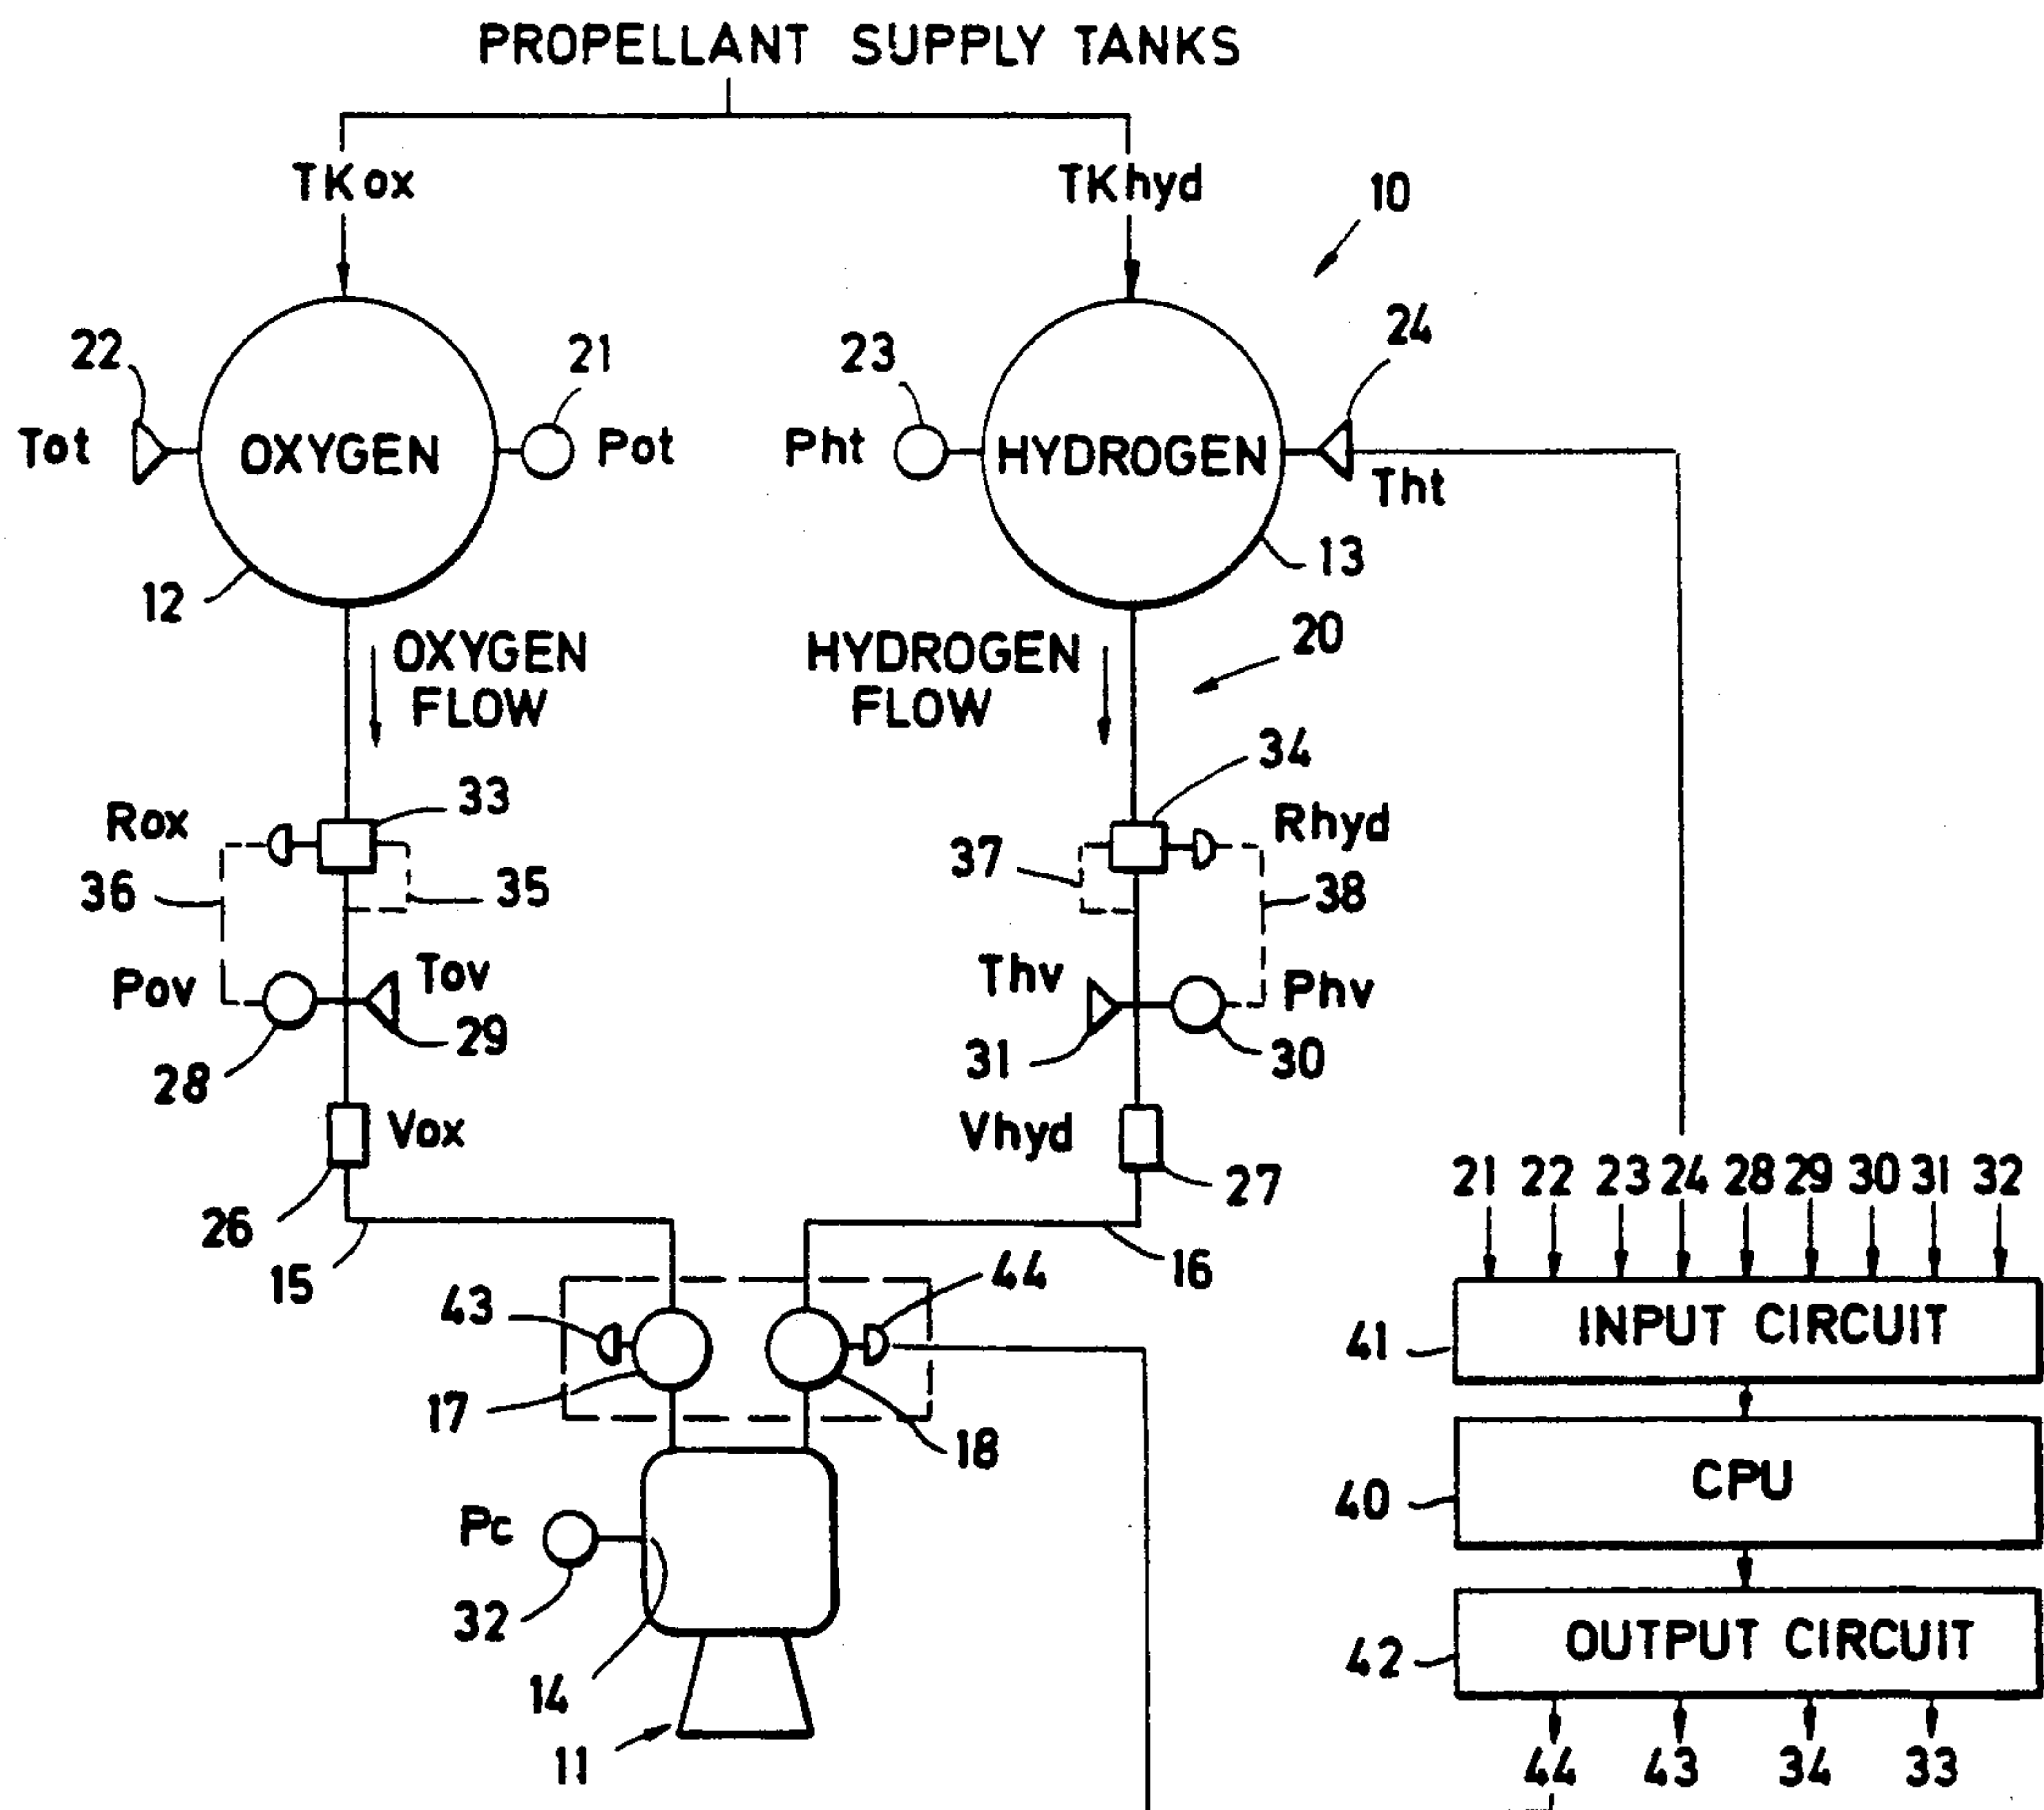 PROPELLANT SUPPLY TANKS
TKox
TKhyd
10
22
21
23
24
Tot
OXYGEN
Pot
Pht
HYDROGEN
Tht
12
13
OXYGEN
FLOW
HYDROGEN
FLOW
20
34
Rox
33
Rhyd
36
35
37
38
Pov
Tov
Thv
Phv
28
29
31
30
Vox
Vhyd
26
27
15
16
21 22 23 24 28 29 30 31 32
43
44
INPUT CIRCUIT
41
17
18
CPU
40
Pc
32
OUTPUT CIRCUIT
42
14
11
44 43 34 33